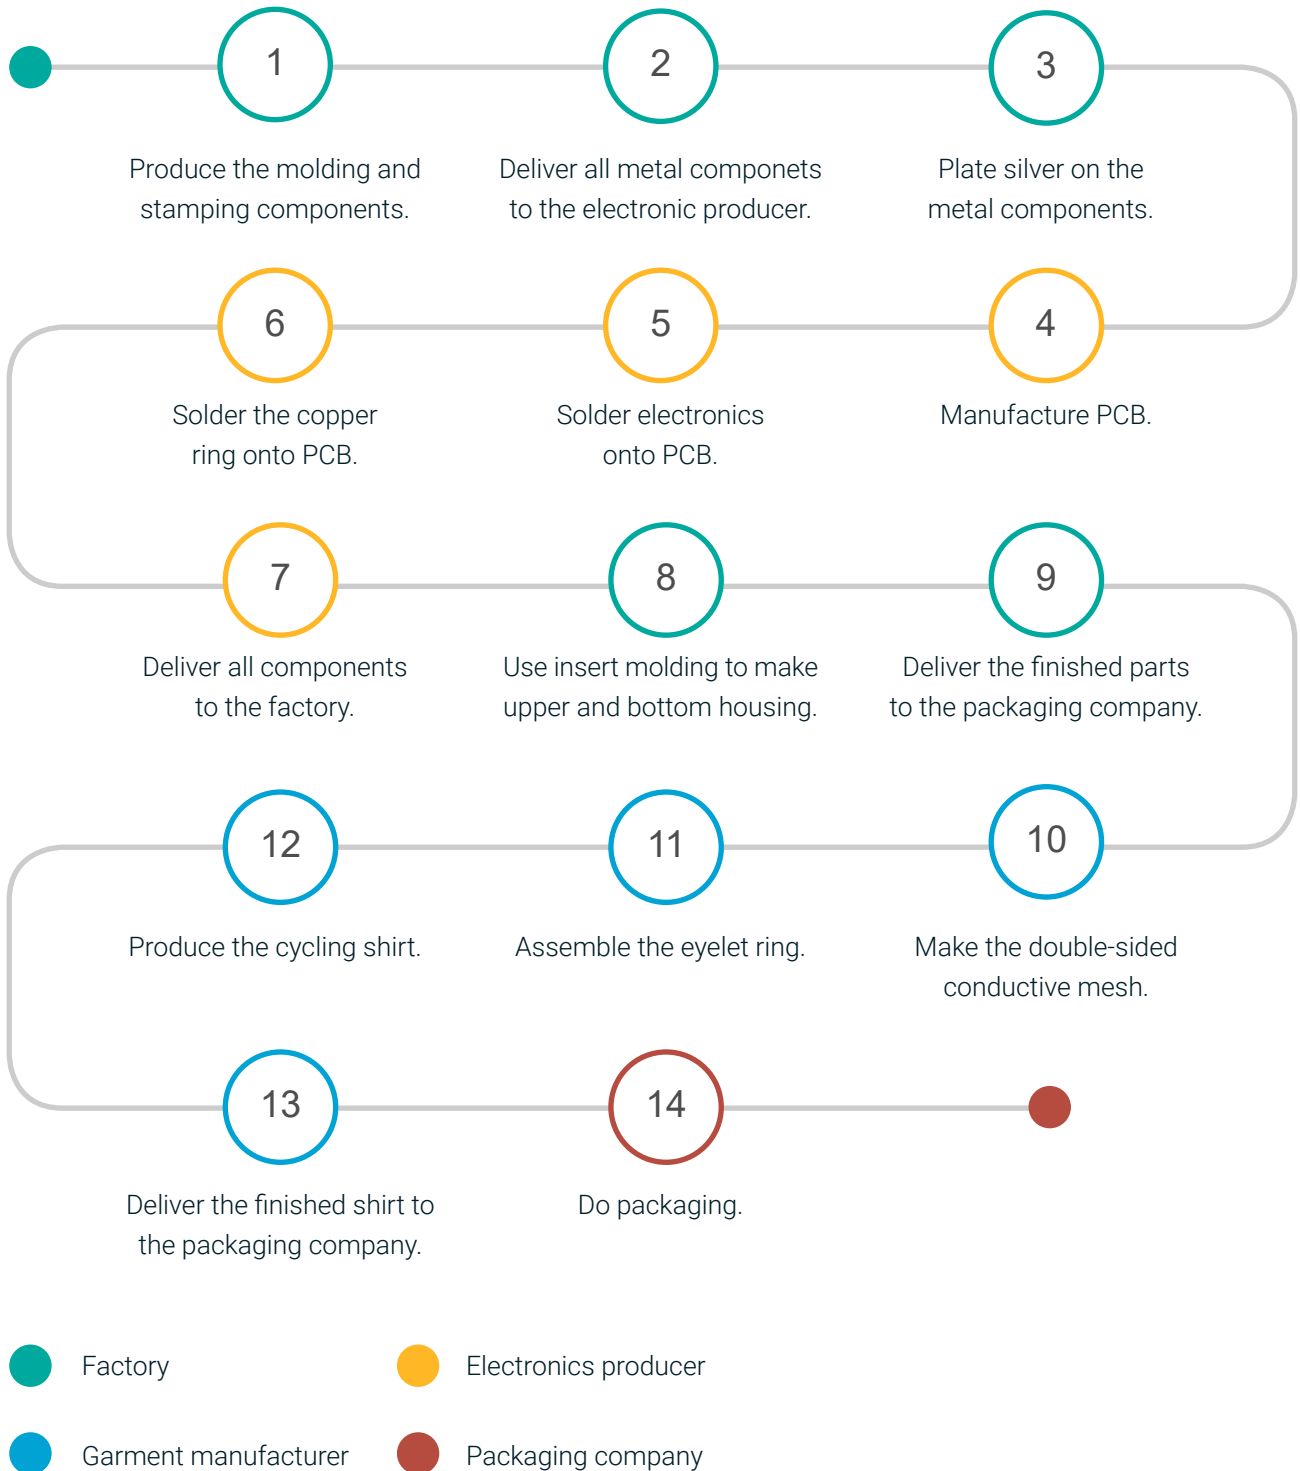 1
2
3
Produce the molding and
stamping components.
Deliver all metal componets
to the electronic producer.
Plate silver on the
metal components.
6
5
4
Solder the copper
ring onto PCB.
Solder electronics
onto PCB.
Manufacture PCB.
7
8
9
Deliver all components
to the factory.
Use insert molding to make
upper and bottom housing.
Deliver the finished parts
to the packaging company.
12
11
10
Produce the cycling shirt.
Assemble the eyelet ring.
Make the double-sided
conductive mesh.
13
14
Deliver the finished shirt to
the packaging company.
Do packaging.
Factory
Electronics producer
Garment manufacturer
Packaging company